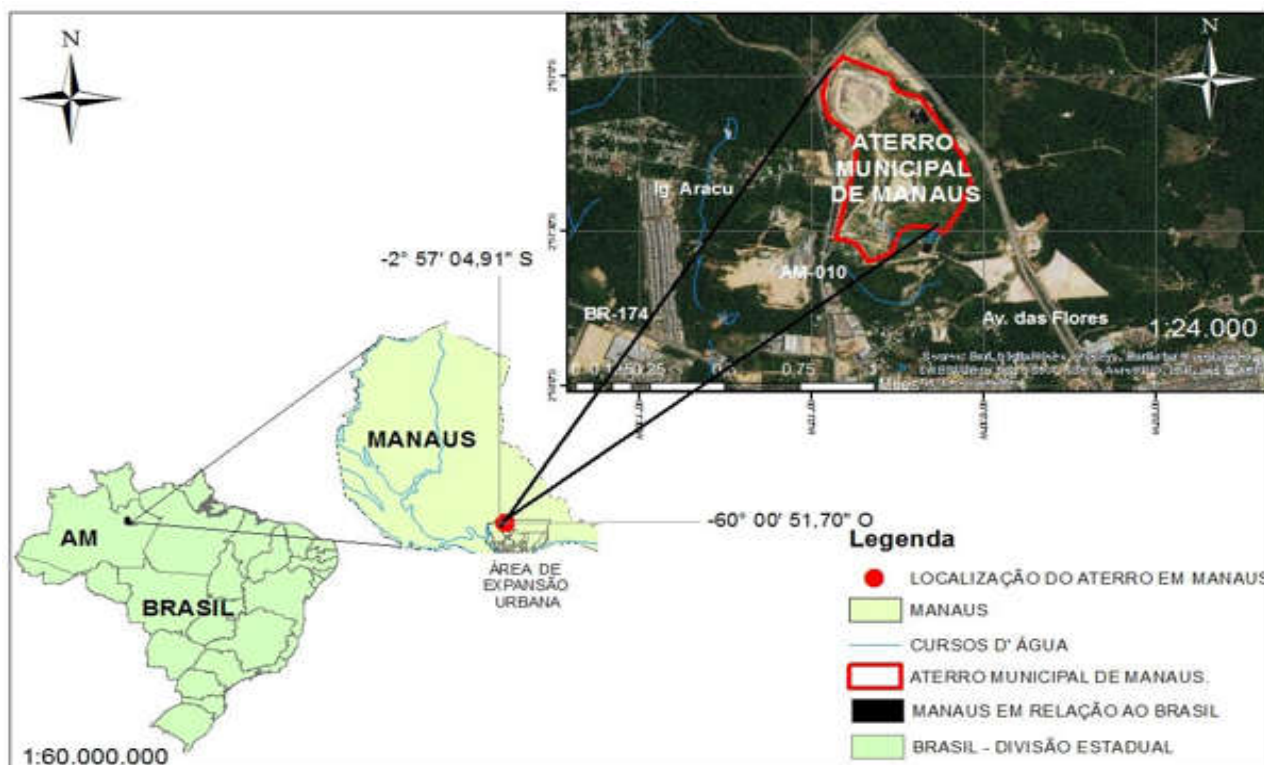 N
N
ATERRO
MUNICIPAL
DE MANAUS
Ig. Aracu
AM-010
BR-174
Av. das Flores
1:24.000
0,75
-2° 57' 04,91" S
MANAUS
-60° 00' 51,70" O
ÁREA DE
EXPANSÃO
URBANA
AM
BRASIL
1:60.000.000
Legenda
LOCALIZAÇÃO DO ATERRO EM MANAUS
MANAUS
CURSOS D' ÁGUA
ATERRO MUNICIPAL DE MANAUS.
MANAUS EM RELAÇÃO AO BRASIL
BRASIL - DIVISÃO ESTADUAL